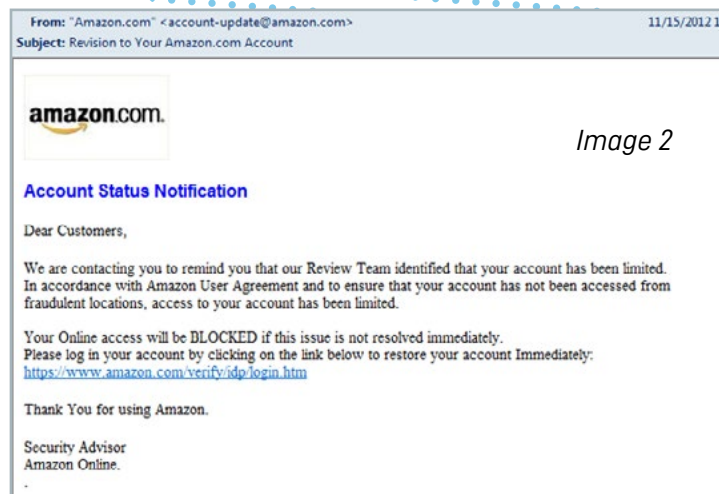 From: "Amazon.com" <account-update@amazon.com>
11/15/2012 1
Subject: Revision to Your Amazon.com Account
amazon.com.
Image 2
Account Status Notification
Dear Customers,
We are contacting you to remind you that our Review Team identified that your account has been limited.
In accordance with Amazon User Agreement and to ensure that your account has not been accessed from
fraudulent locations, access to your account has been limited.
Your Online access will be BLOCKED if this issue is not resolved immediately.
Please log in your account by clicking on the link below to restore your account Immediately:
https://www.amazon.com/verify/idp/login.htm
Thank You for using Amazon.
Security Advisor
Amazon Online.
.